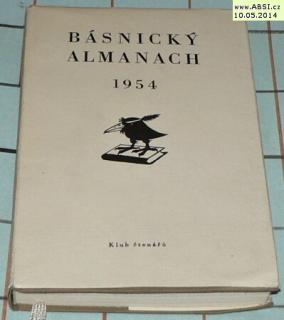 www.ABSI.cz
10.05.2014
BÁSNICKÝ
ALMANACH
1954
Klub čtenářů